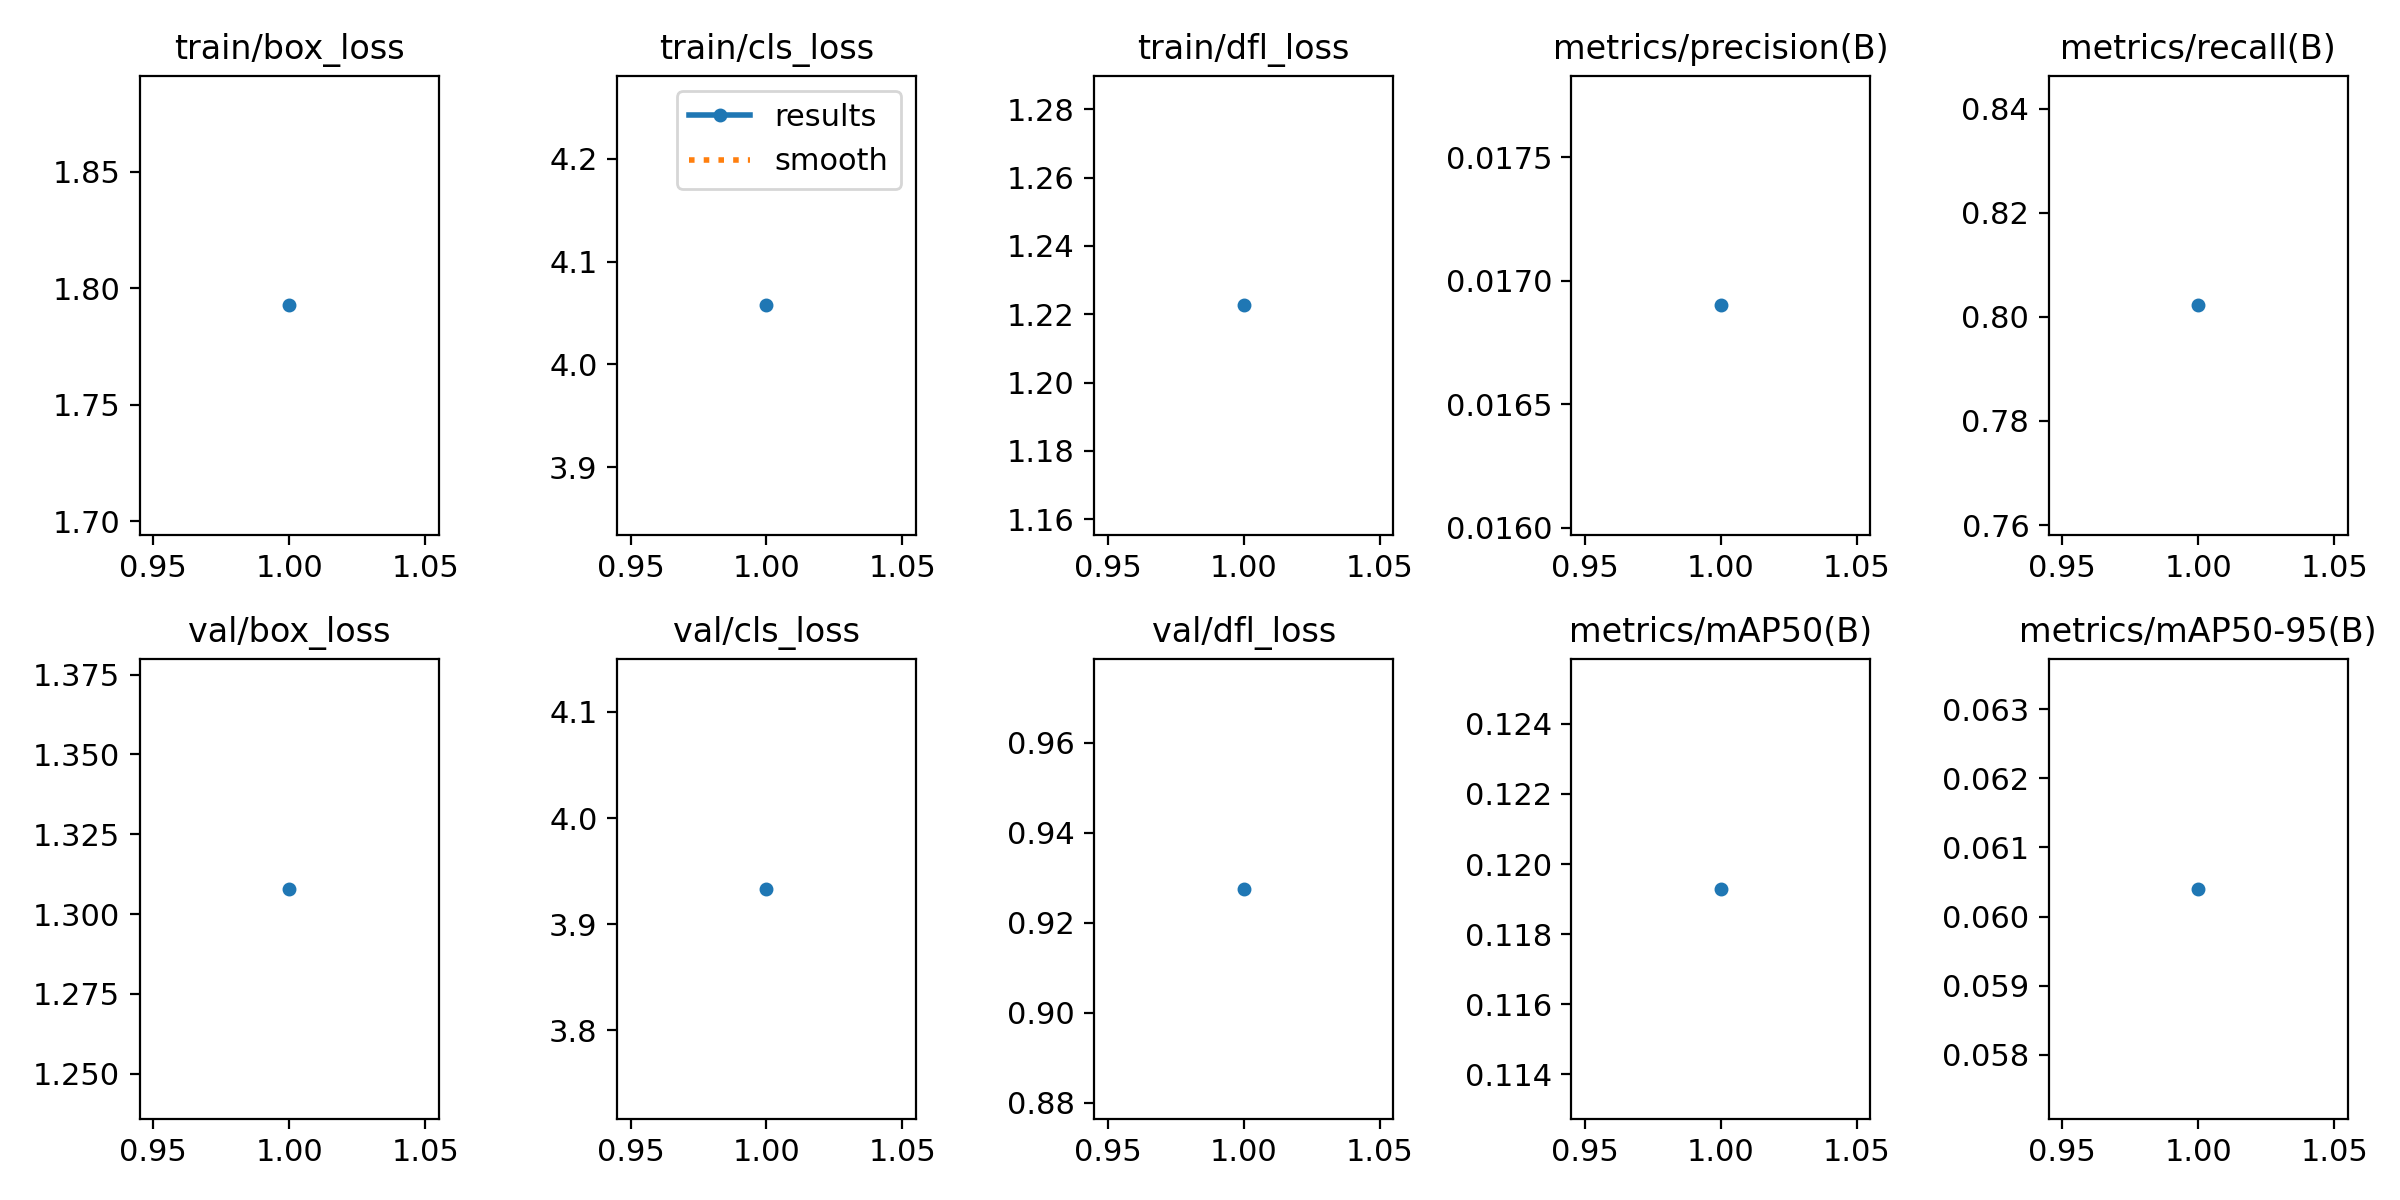 train/box_loss
1.85
1.80
1.75
1.70
0.95 1.00 1.05
train/cls_loss
results
smooth
4.2
4.1
4.0
3.9
0.95 1.00 1.05
train/dfl_loss
1.28
1.26
1.24
1.22
1.20
1.18
1.16
0.95 1.00 1.05
metrics/precision(B)
0.0175
0.0170
0.0165
0.0160
0.95 1.00 1.05
metrics/recall(B)
0.84
0.82
0.80
0.78
0.76
0.95 1.00 1.05
val/box_loss
1.375
1.350
1.325
1.300
1.275
1.250
0.95 1.00 1.05
val/cls_loss
4.1
4.0
3.9
3.8
0.95 1.00 1.05
val/dfl_loss
0.96
0.94
0.92
0.90
0.88
0.95 1.00 1.05
metrics/mAP50(B)
0.124
0.122
0.120
0.118
0.116
0.114
0.95 1.00 1.05
metrics/mAP50-95(B)
0.063
0.062
0.061
0.060
0.059
0.058
0.95 1.00 1.05